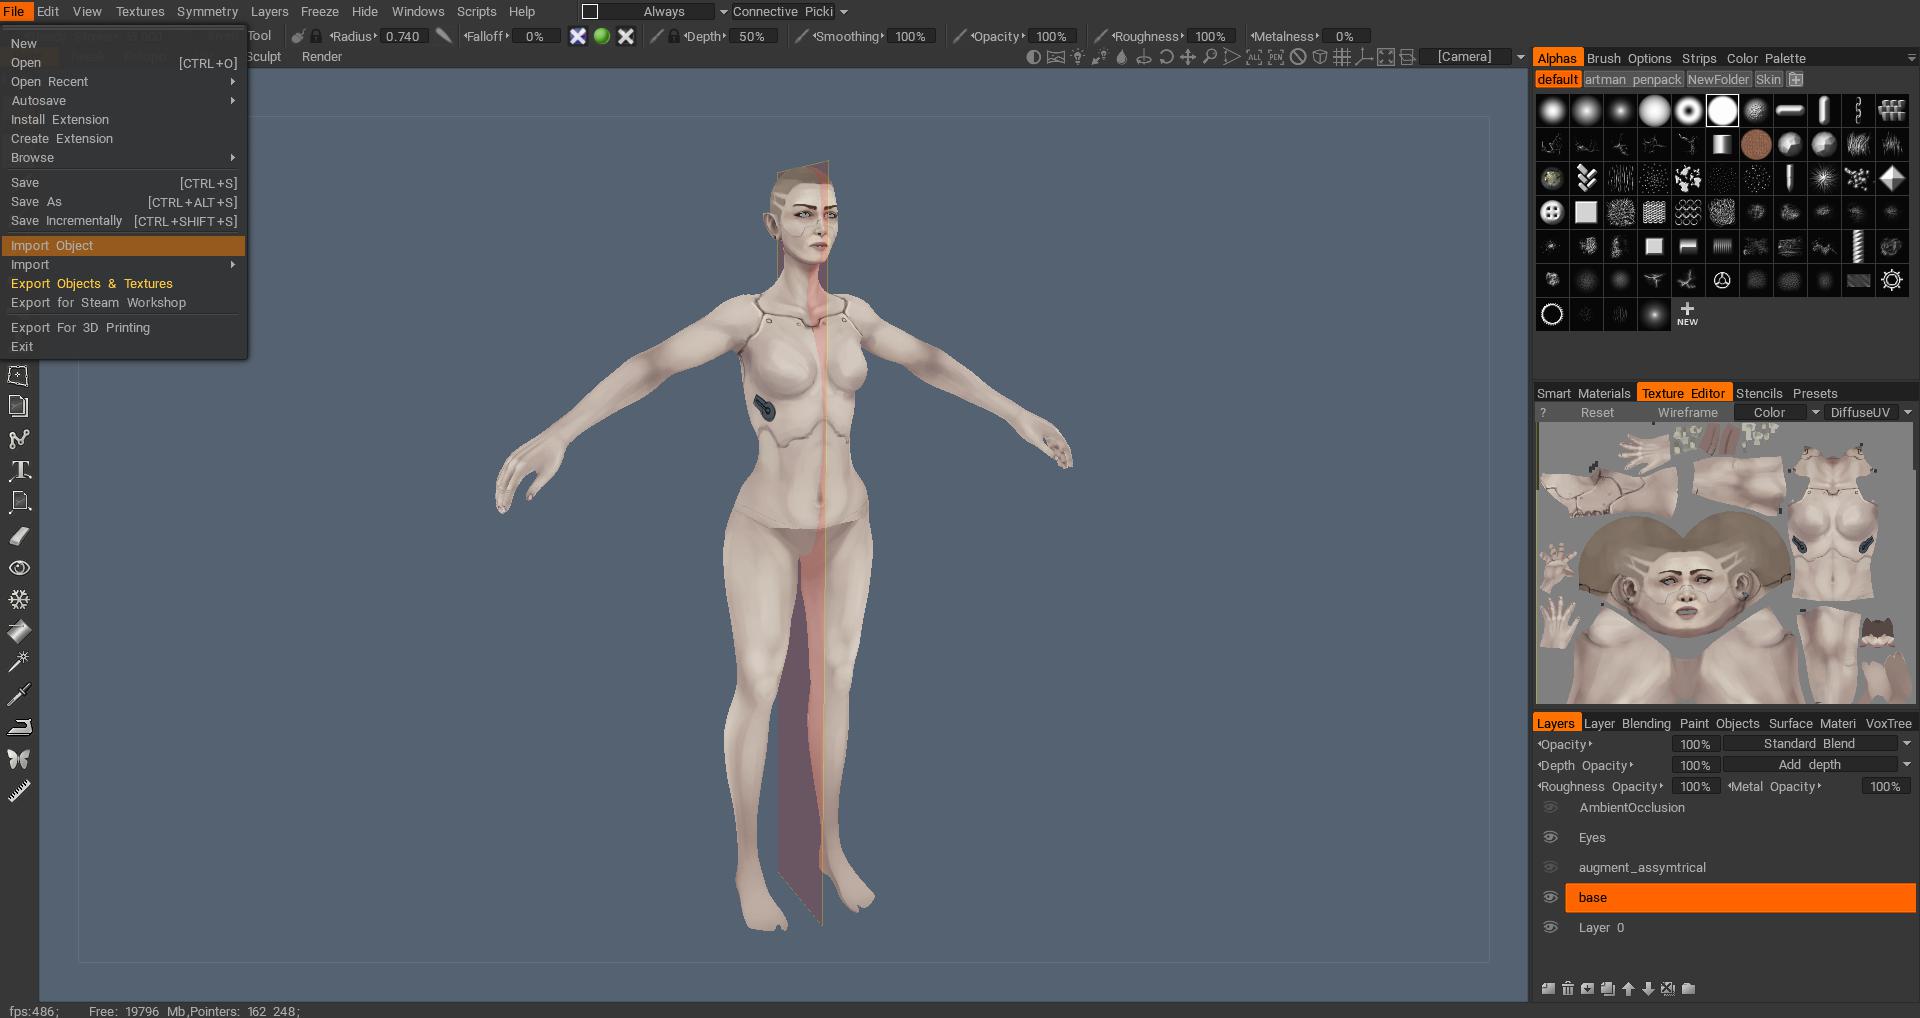 File Edit View Textures Symmetry Layers Freeze Hide Windows Scripts Help Always Connective Picki
Tool Radius 0.740 Falloff 0% Depth 50% Smoothing 100% Opacity 100% Roughness 100% Metalness 0%
Sculpt Render ALL PEN [Camera]
New
Open [CTRL+O]
Open Recent
Autosave
Install Extension
Create Extension
Browse
Save [CTRL+S]
Save As [CTRL+ALT+S]
Save Incrementally [CTRL+SHIFT+S]
Import Object
Import
Export Objects & Textures
Export for Steam Workshop
Export For 3D Printing
Exit
Alphas Brush Options Strips Color Palette
default artman penpack NewFolder Skin
NEW
Smart Materials Texture Editor Stencils Presets
? Reset Wireframe Color DiffuseUV
Layers Layer Blending Paint Objects Surface Materi VoxTree
Opacity 100% Standard Blend
Depth Opacity 100% Add depth
Roughness Opacity 100% Metal Opacity 100%
AmbientOcclusion
Eyes
augment_assymtrical
base
Layer 0
fps:486; Free: 19796 Mb,Pointers: 162 248;